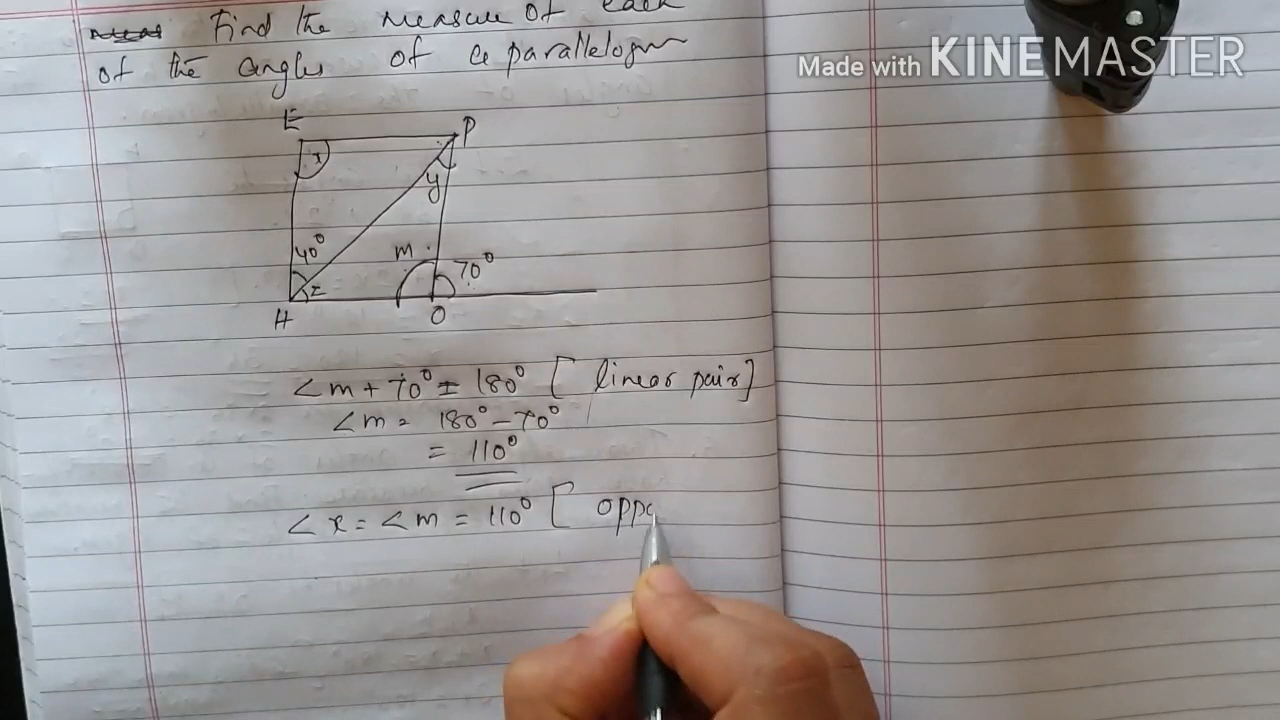 Find the measure of each
of the angles of a parallelogm
Made with KINEMASTER
E
P
x
y
40°
m
70°
z
H
O
∠m + 70° = 180° [ linear pair]
∠m = 180° - 70°
= 110°
∠x = ∠m = 110° [ oppo